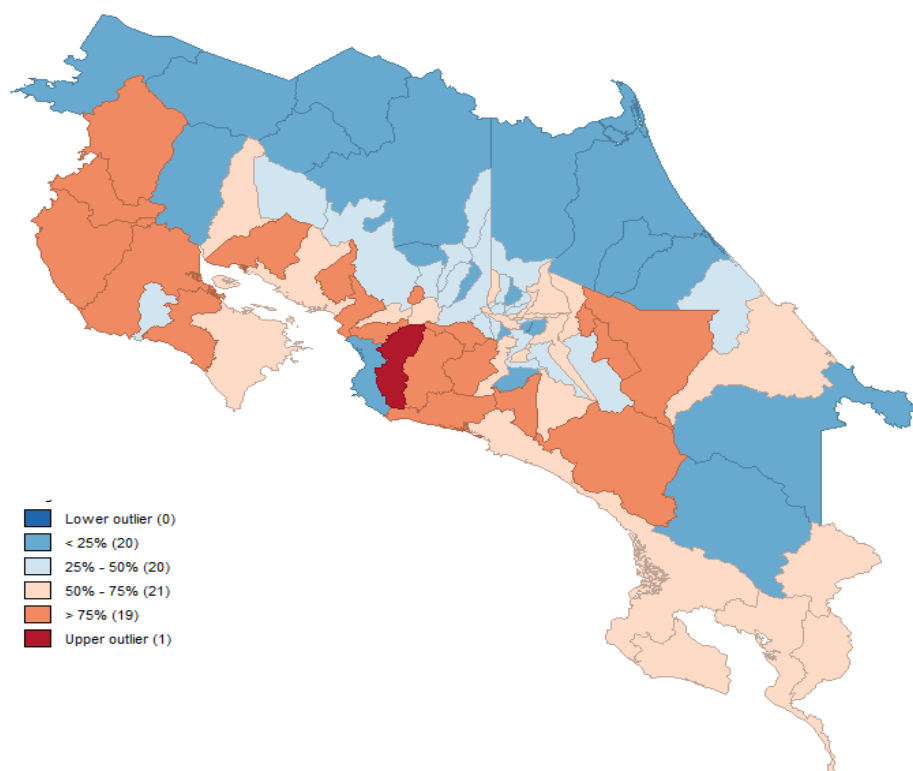 Lower outlier (0)
< 25% (20)
25% - 50% (20)
50% - 75% (21)
> 75% (19)
Upper outlier (1)